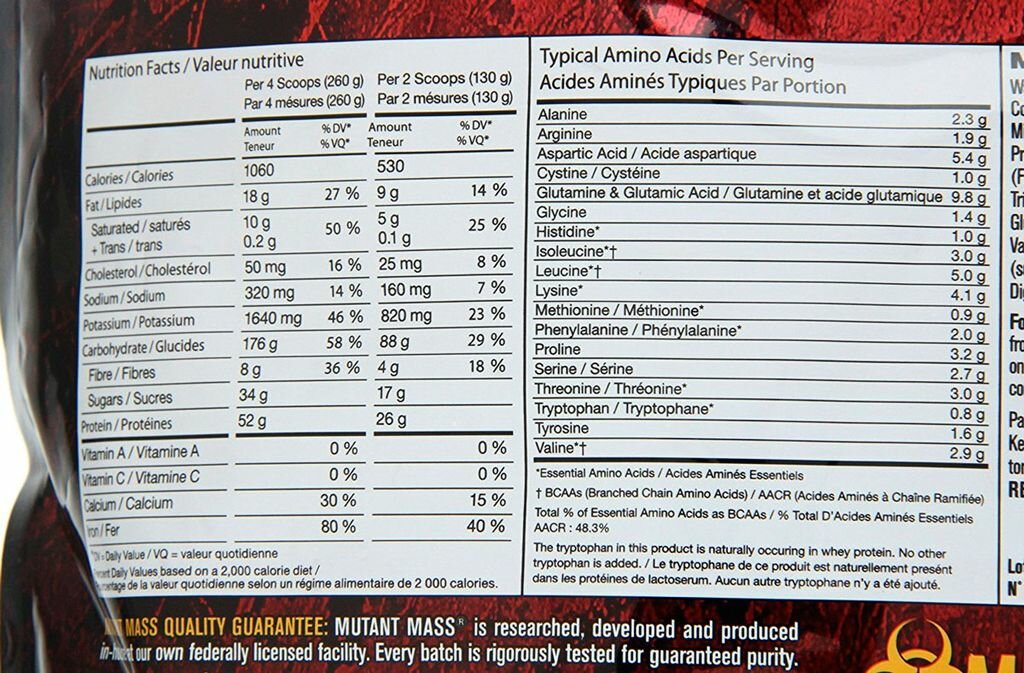 Nutrition Facts / Valeur nutritive
Per 4 Scoops (260 g) Per 2 Scoops (130 g)
Par 4 mésures (260 g) Par 2 mésures (130 g)
Amount % DV* Amount % DV*
Teneur % VQ* Teneur % VQ*
Calories / Calories 1060 530
Fat / Lipides 18 g 27 % 9 g 14 %
Saturated / saturés 10 g 50 % 5 g 25 %
+ Trans / trans 0.2 g 0.1 g
Cholesterol / Cholestérol 50 mg 16 % 25 mg 8 %
Sodium / Sodium 320 mg 14 % 160 mg 7 %
Potassium / Potassium 1640 mg 46 % 820 mg 23 %
Carbohydrate / Glucides 176 g 58 % 88 g 29 %
Fibre / Fibres 8 g 36 % 4 g 18 %
Sugars / Sucres 34 g 17 g
Protein / Protéines 52 g 26 g
Vitamin A / Vitamine A 0 % 0 %
Vitamin C / Vitamine C 0 % 0 %
Calcium / Calcium 30 % 15 %
Iron / Fer 80 % 40 %
= Daily Value / VQ = valeur quotidienne
Daily Values based on a 2,000 calorie diet /
de la valeur quotidienne selon un régime alimentaire de 2 000 calories.
Typical Amino Acids Per Serving
Acides Aminés Typiques Par Portion
Alanine 2.3 g
Arginine 1.9 g
Aspartic Acid / Acide aspartique 5.4 g
Cystine / Cystéine 1.0 g
Glutamine & Glutamic Acid / Glutamine et acide glutamique 9.8 g
Glycine 1.4 g
Histidine* 1.0 g
Isoleucine*† 3.0 g
Leucine*† 5.0 g
Lysine* 4.1 g
Methionine / Méthionine* 0.9 g
Phenylalanine / Phénylalanine* 2.0 g
Proline 3.2 g
Serine / Sérine 2.7 g
Threonine / Thréonine* 3.0 g
Tryptophan / Tryptophane* 0.8 g
Tyrosine 1.6 g
Valine*† 2.9 g
*Essential Amino Acids / Acides Aminés Essentiels
† BCAAs (Branched Chain Amino Acids) / AACR (Acides Aminés à Chaîne Ramifiée)
Total % of Essential Amino Acids as BCAAs / % Total D'Acides Aminés Essentiels
AACR : 48.3%
The tryptophan in this product is naturally occuring in whey protein. No other
tryptophan is added. / Le tryptophane de ce produit est naturellement presént
dans les protéines de lactoserum. Aucun autre tryptophane n'y a été ajouté.
MASS QUALITY GUARANTEE: MUTANT MASS® is researched, developed and produced
our own federally licensed facility. Every batch is rigorously tested for guaranteed purity.